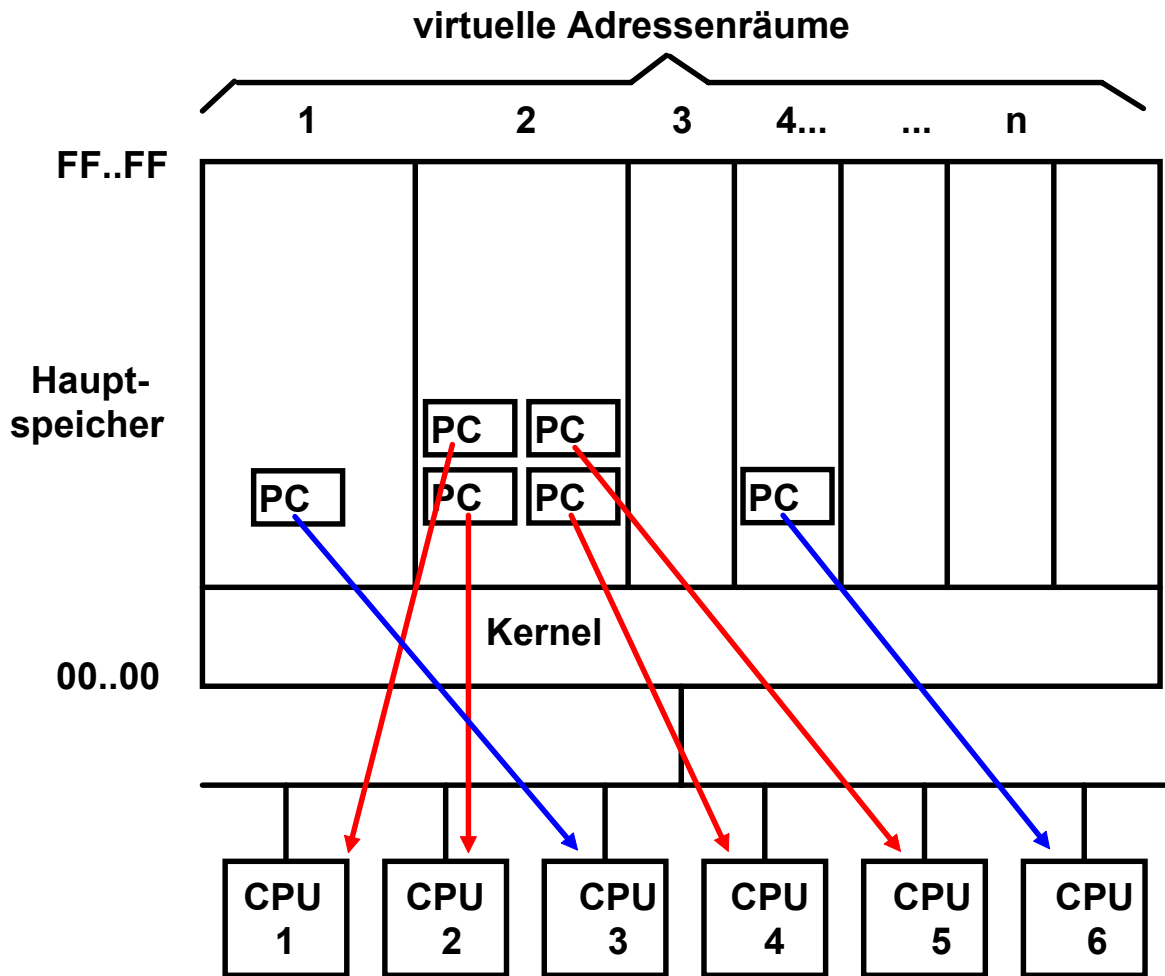 virtuelle Adressenräume
1 2 3 4... ... n
FF..FF
Haupt-
speicher
PC PC
PC PC PC PC
Kernel
00..00
CPU CPU CPU CPU CPU CPU
1 2 3 4 5 6